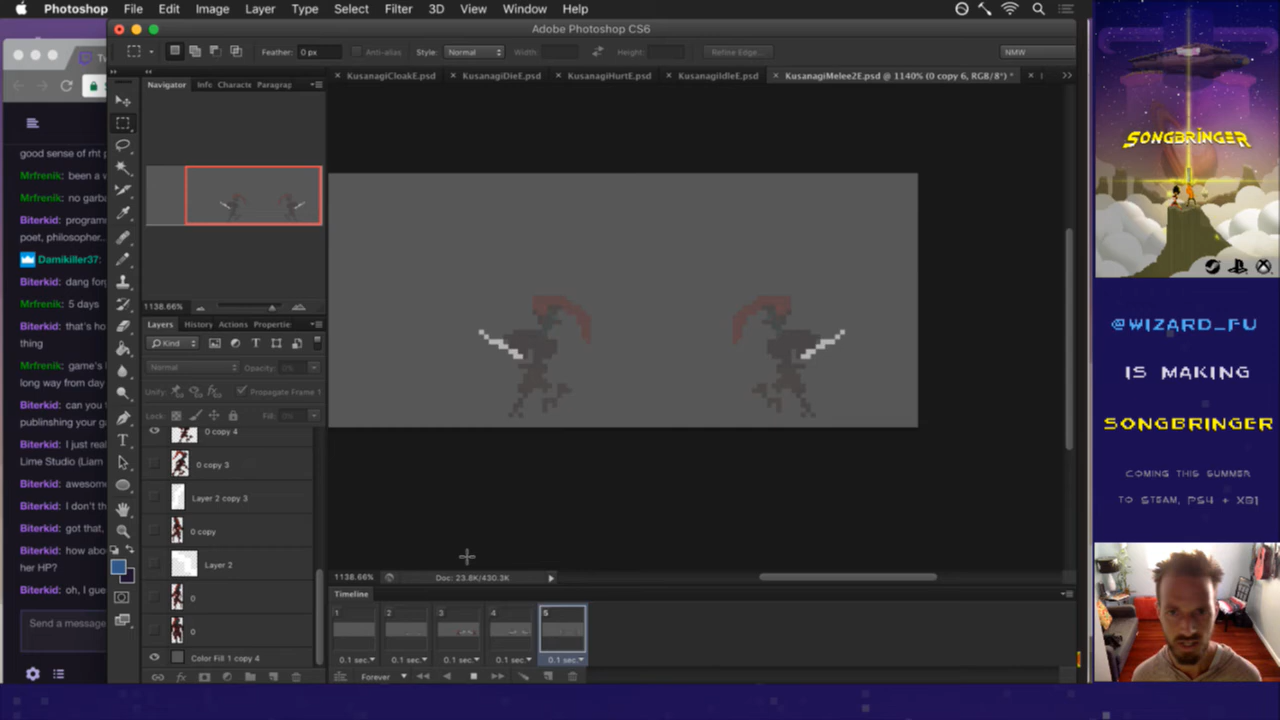 Photoshop File Edit Image Layer Type Select Filter 3D View Window Help
Adobe Photoshop CS6
Feather: 0 px Anti-alias Style: Normal Width: Height: Refine Edge... NMW
KusanagiCloakE.psd KusanagiDieE.psd KusanagiHurtE.psd KusanagiIdleE.psd KusanagiMelee2E.psd @ 1140% (0 copy 6, RGB/8*) *
Navigator Info Characte Paragrap
1138.66%
Layers History Actions Propertie
Kind
Normal Opacity: 0%
Unify: Propagate Frame 1
Lock: Fill: 0%
0 copy 4
0 copy 3
Layer 2 copy 3
0 copy
Layer 2
0
0
Color Fill 1 copy 4
1138.66% Doc: 23.8K/430.3K
Timeline
1 2 3 4 5
0.1 sec. 0.1 sec. 0.1 sec. 0.1 sec. 0.1 sec.
Forever
good sense of rht
Mrfrenik: been a
Mrfrenik: no garba
Biterkid: program
poet, philosopher...
Damikiller37:
Biterkid: dang for
Mrfrenik: 5 days
Biterkid: that's ho
thing
Mrfrenik: game's
long way from day
Biterkid: can you
publinshing your ga
Biterkid: I just real
Lime Studio (Liam
Biterkid: awesome
Biterkid: I don't th
Biterkid: got that,
Biterkid: how abo
her HP?
Biterkid: oh, I gue
Send a message
SONGBRINGER
@WIZARD_FU
IS MAKING
SONGBRINGER
COMING THIS SUMMER
TO STEAM, PS4 + XB1